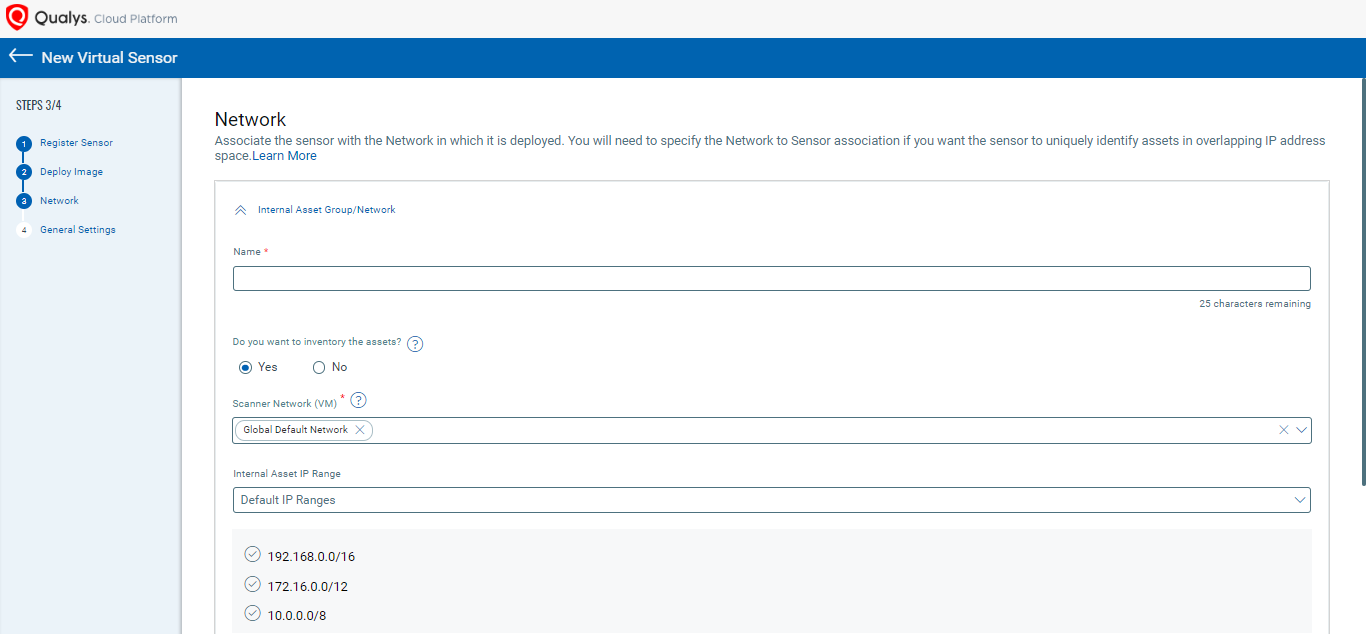 Qualys. Cloud Platform
New Virtual Sensor
STEPS 3/4
1 Register Sensor
2 Deploy Image
3 Network
4 General Settings
Network
Associate the sensor with the Network in which it is deployed. You will need to specify the Network to Sensor association if you want the sensor to uniquely identify assets in overlapping IP address
space.Learn More
Internal Asset Group/Network
Name *
25 characters remaining
Do you want to inventory the assets? ?
Yes No
Scanner Network (VM) * ?
Global Default Network
Internal Asset IP Range
Default IP Ranges
192.168.0.0/16
172.16.0.0/12
10.0.0.0/8